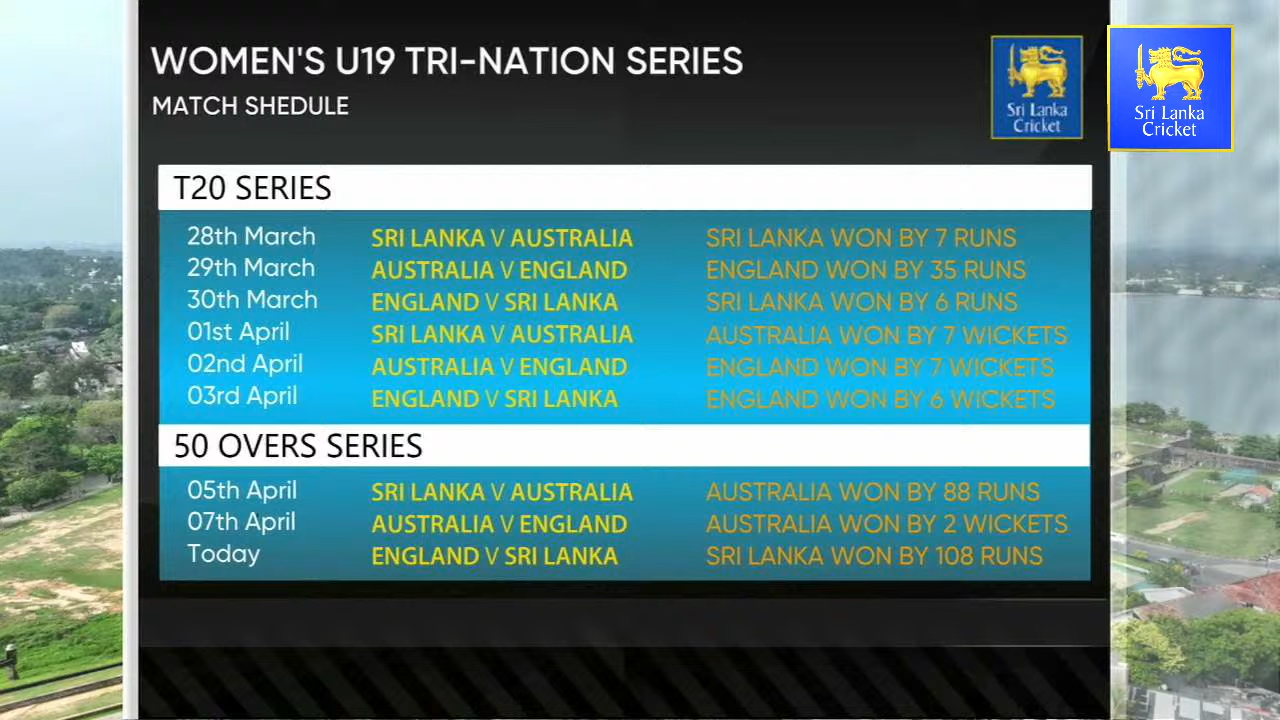 WOMEN'S U19 TRI-NATION SERIES
MATCH SHEDULE
Sri Lanka
Cricket
Sri Lanka
Cricket
T20 SERIES
28th March SRI LANKA V AUSTRALIA SRI LANKA WON BY 7 RUNS
29th March AUSTRALIA V ENGLAND ENGLAND WON BY 35 RUNS
30th March ENGLAND V SRI LANKA SRI LANKA WON BY 6 RUNS
01st April SRI LANKA V AUSTRALIA AUSTRALIA WON BY 7 WICKETS
02nd April AUSTRALIA V ENGLAND ENGLAND WON BY 7 WICKETS
03rd April ENGLAND V SRI LANKA ENGLAND WON BY 6 WICKETS
50 OVERS SERIES
05th April SRI LANKA V AUSTRALIA AUSTRALIA WON BY 88 RUNS
07th April AUSTRALIA V ENGLAND AUSTRALIA WON BY 2 WICKETS
Today ENGLAND V SRI LANKA SRI LANKA WON BY 108 RUNS